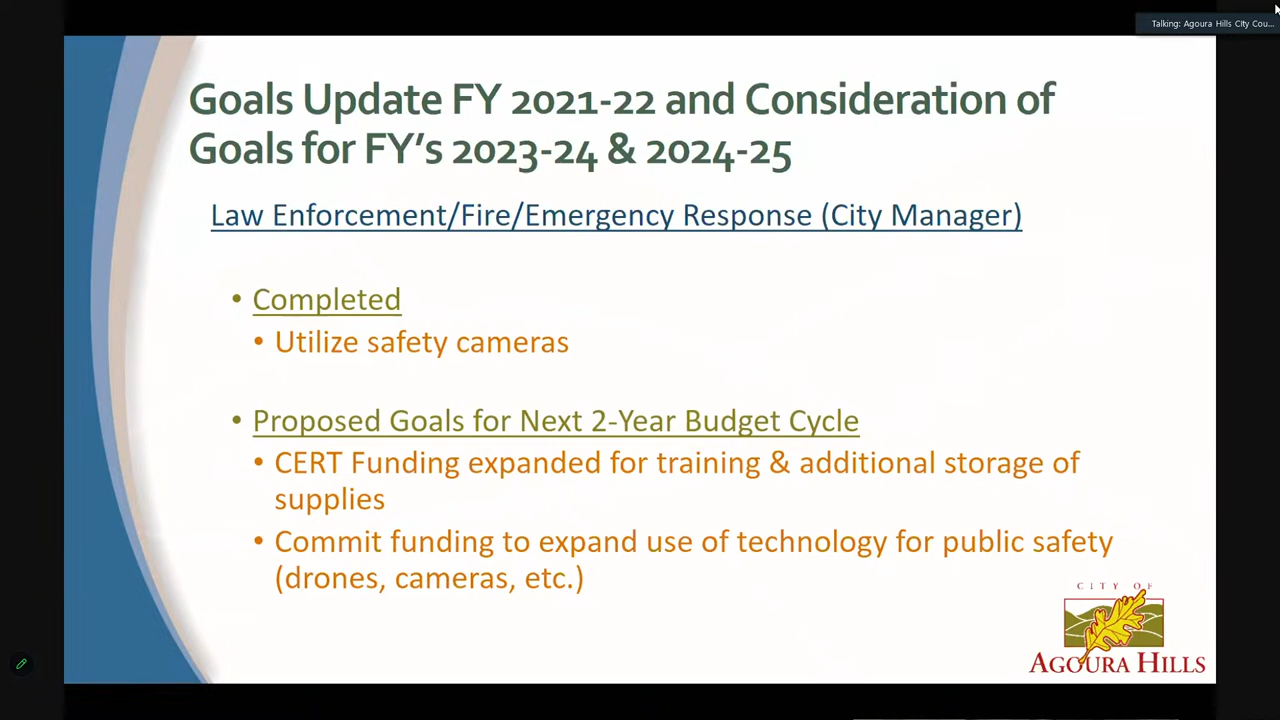 Talking: Agoura Hills City Cou...
Goals Update FY 2021-22 and Consideration of
Goals for FY's 2023-24 & 2024-25
Law Enforcement/Fire/Emergency Response (City Manager)
• Completed
• Utilize safety cameras
• Proposed Goals for Next 2-Year Budget Cycle
• CERT Funding expanded for training & additional storage of
supplies
• Commit funding to expand use of technology for public safety
(drones, cameras, etc.)
CITY OF
AGOURA HILLS